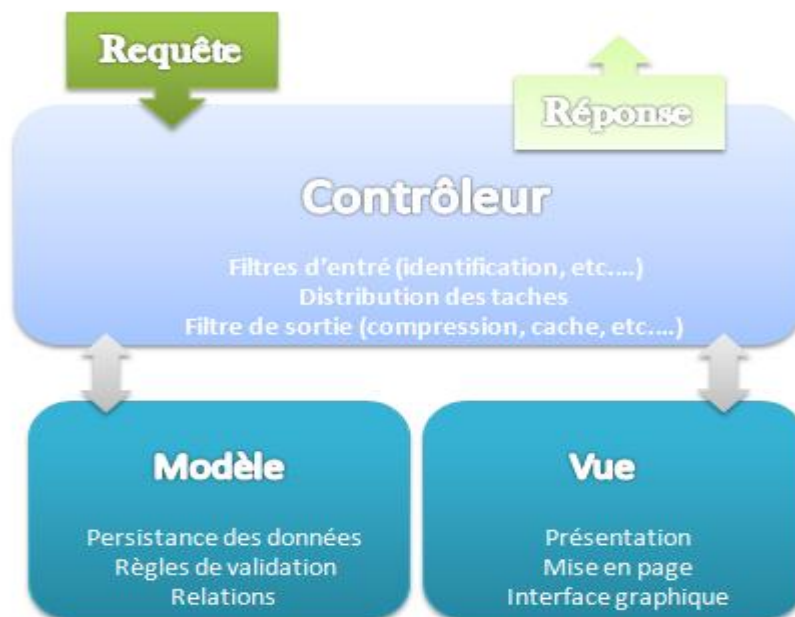 Requête
Réponse
Contrôleur
Filtres d'entré (identification, etc....)
Distribution des taches
Filtre de sortie (compression, cache, etc....)
Modèle
Persistance des données
Règles de validation
Relations
Vue
Présentation
Mise en page
Interface graphique